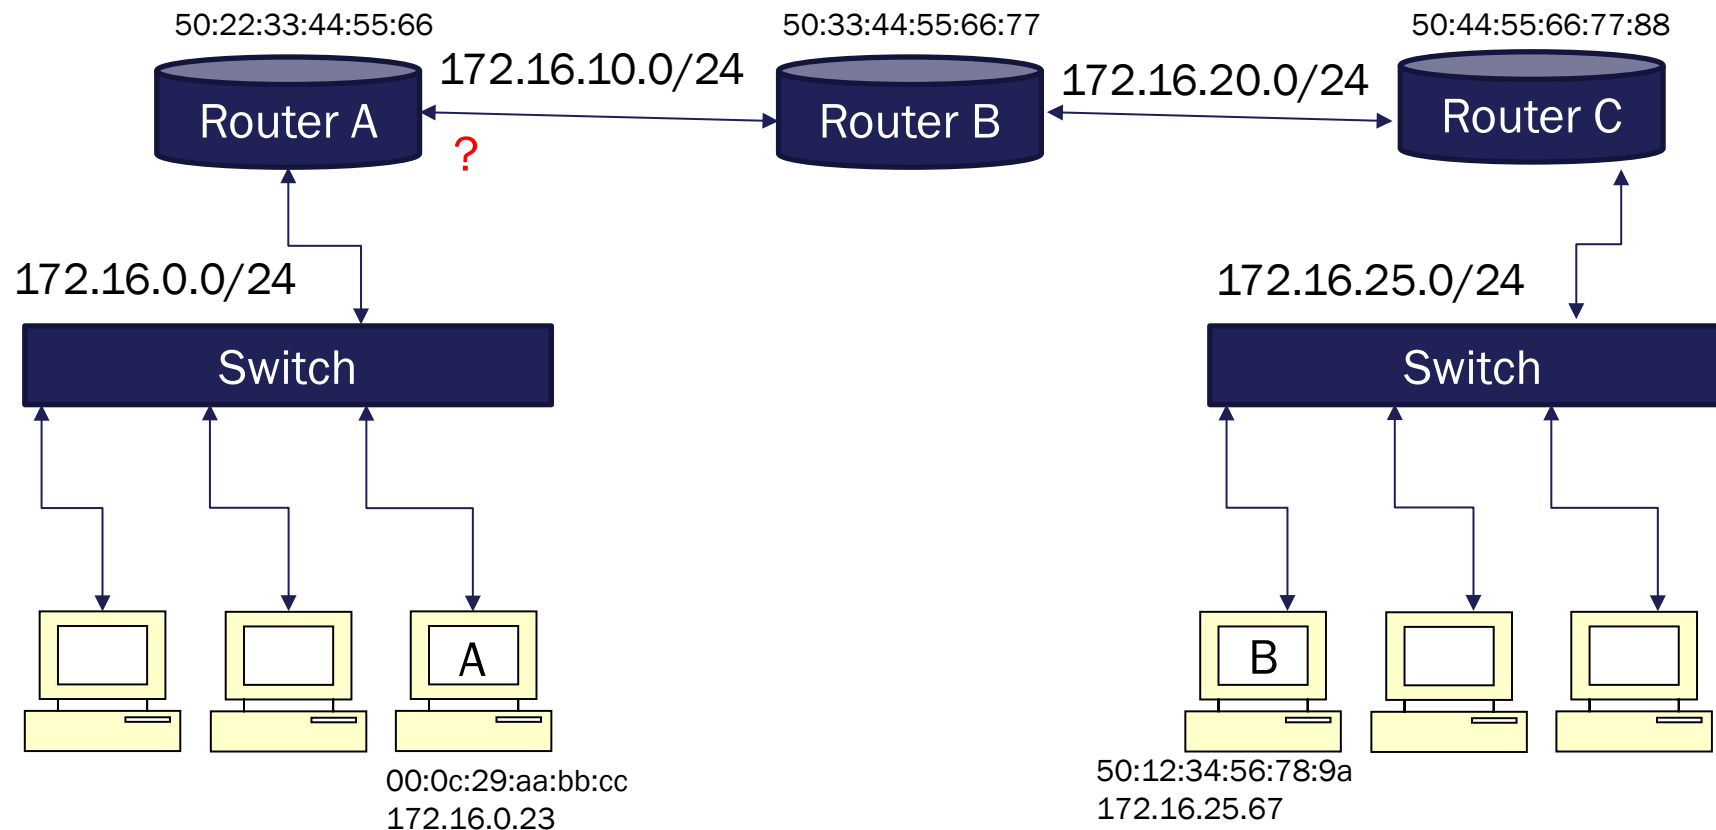 50:22:33:44:55:66
50:33:44:55:66:77
50:44:55:66:77:88
172.16.10.0/24
172.16.20.0/24
Router A
Router B
Router C
?
172.16.0.0/24
172.16.25.0/24
Switch
Switch
A
B
00:0c:29:aa:bb:cc
172.16.0.23
50:12:34:56:78:9a
172.16.25.67